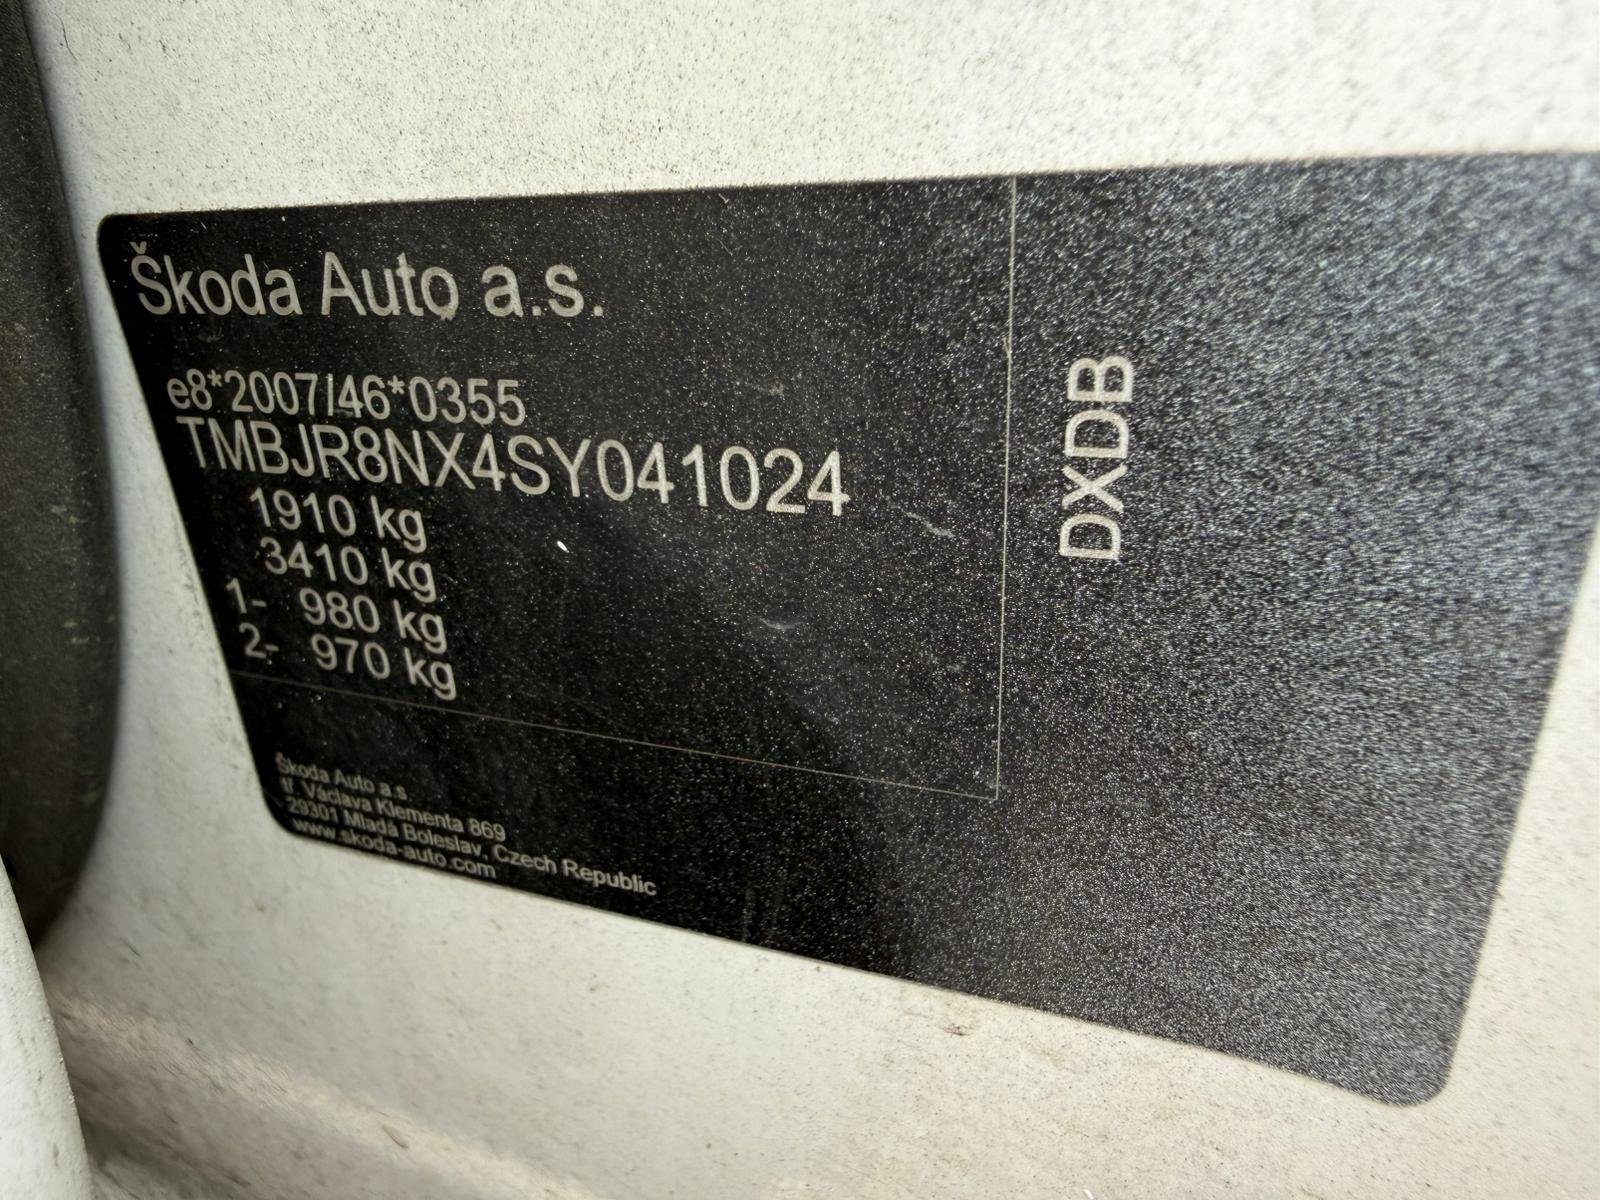 Škoda Auto a.s.
e8*2007/46*0355
TMBJR8NX4SY041024
1910 kg
3410 kg
1- 980 kg
2- 970 kg
DXDB
Škoda Auto a.s.
tř. Václava Klementa 869
29301 Mladá Boleslav, Czech Republic
www.skoda-auto.com